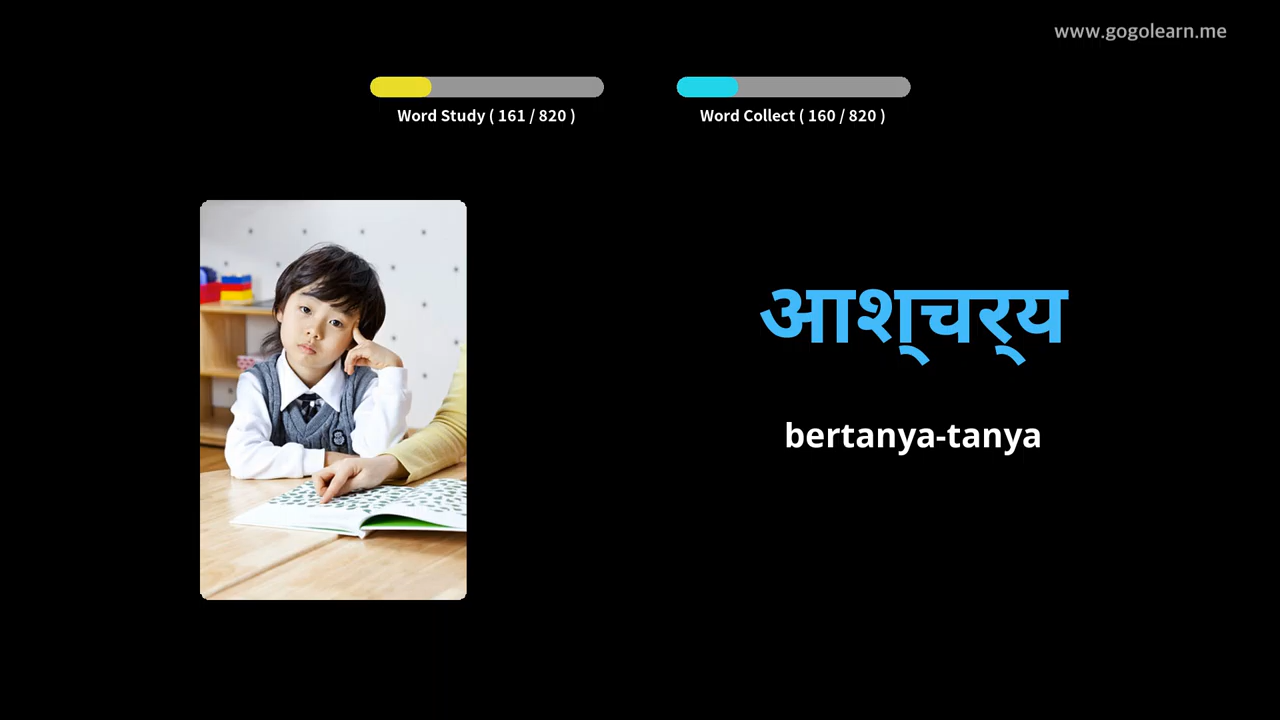 www.gogolearn.me
Word Study ( 161 / 820 )
Word Collect ( 160 / 820 )
आश्चर्य
bertanya-tanya